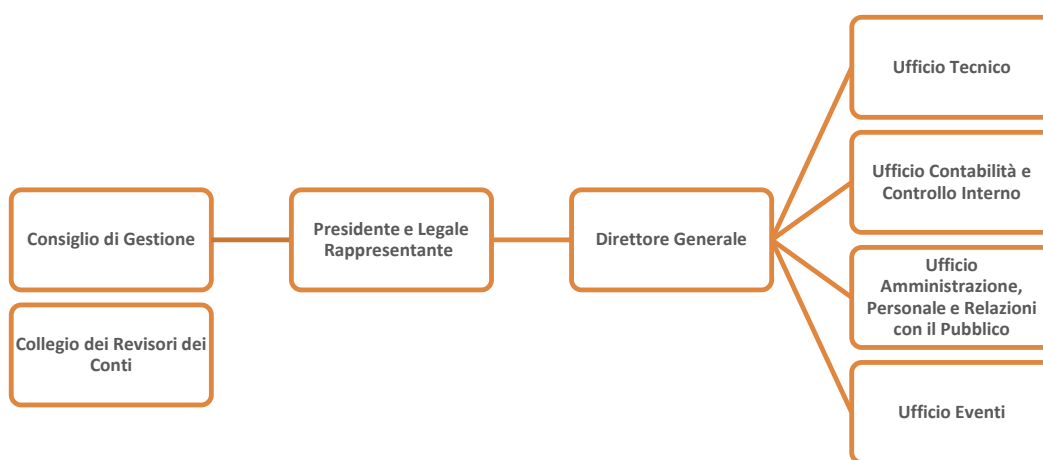 Consiglio di Gestione
Collegio dei Revisori dei
Conti
Presidente e Legale
Rappresentante
Direttore Generale
Ufficio Tecnico
Ufficio Contabilità e
Controllo Interno
Ufficio
Amministrazione,
Personale e Relazioni
con il Pubblico
Ufficio Eventi